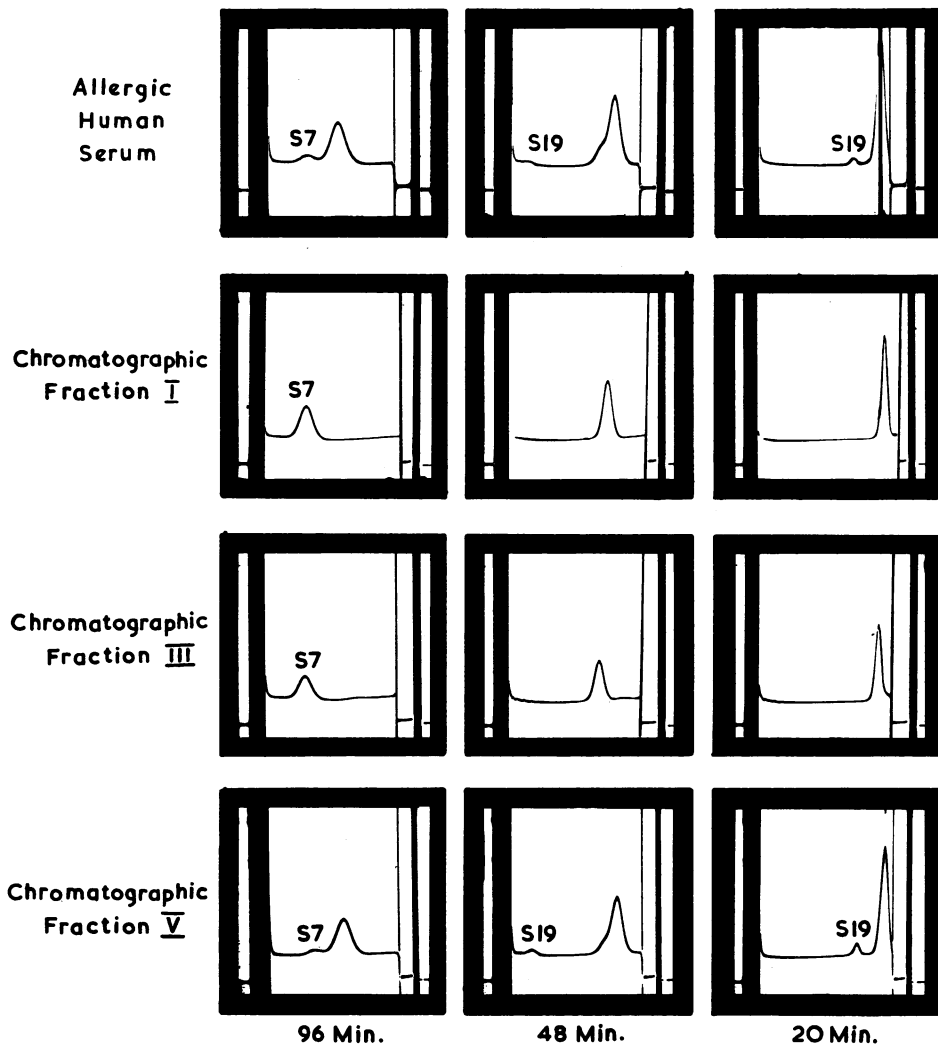 Allergic
Human
Serum
S7
S19
S19
Chromatographic
Fraction I
S7
Chromatographic
Fraction III
S7
Chromatographic
Fraction V
S7
S19
S19
96 Min.
48 Min.
20 Min.